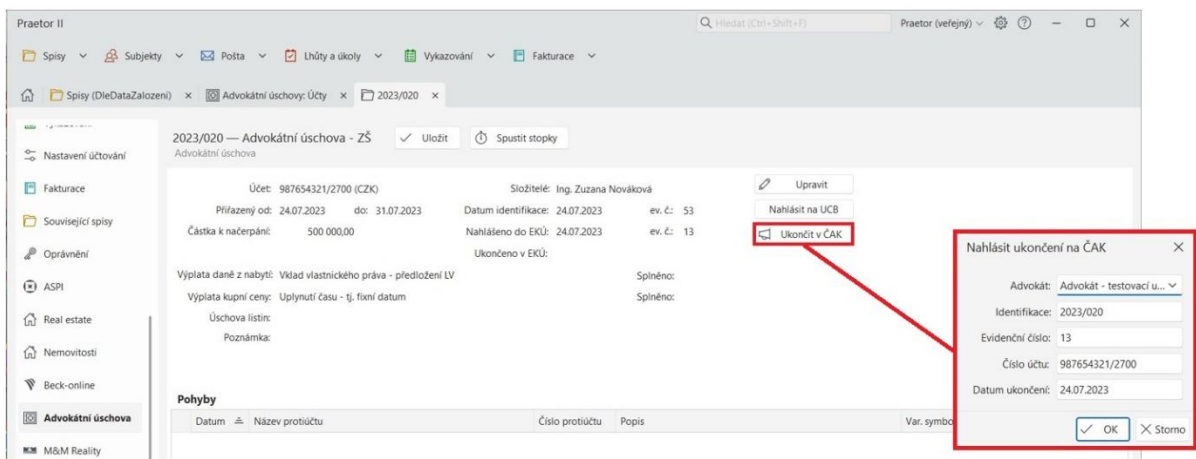 Praetor II
Hledat (Ctrl+Shift+F)
Praetor (veřejný)
Spisy
Subjekty
Pošta
Lhůty a úkoly
Vykazování
Fakturace
Spisy (DleDataZalozeni)
Advokátní úschovy: Účty
2023/020
Nastavení účtování
Fakturace
Související spisy
Oprávnění
ASPI
Real estate
Nemovitosti
Beck-online
Advokátní úschova
M&M Reality
2023/020 — Advokátní úschova - ZŠ
Uložit
Spustit stopky
Advokátní úschova
Účet: 987654321/2700 (CZK)
Složitelé: Ing. Zuzana Nováková
Přiřazený od: 24.07.2023 do: 31.07.2023
Datum identifikace: 24.07.2023 ev. č.: 53
Částka k načerpání: 500 000,00
Nahlášeno do EKÚ: 24.07.2023 ev. č.: 13
Ukončeno v EKÚ:
Výplata daně z nabytí: Vklad vlastnického práva - předložení LV
Splněno:
Výplata kupní ceny: Uplynutí času - tj. fixní datum
Splněno:
Úschova listin:
Poznámka:
Upravit
Nahlásit na UCB
Ukončit v ČAK
Pohyby
Datum Název protiúčtu Číslo protiúčtu Popis Var. symbo
Nahlásit ukončení na ČAK
Advokát: Advokát - testovací u...
Identifikace: 2023/020
Evidenční číslo: 13
Číslo účtu: 987654321/2700
Datum ukončení: 24.07.2023
OK
Storno